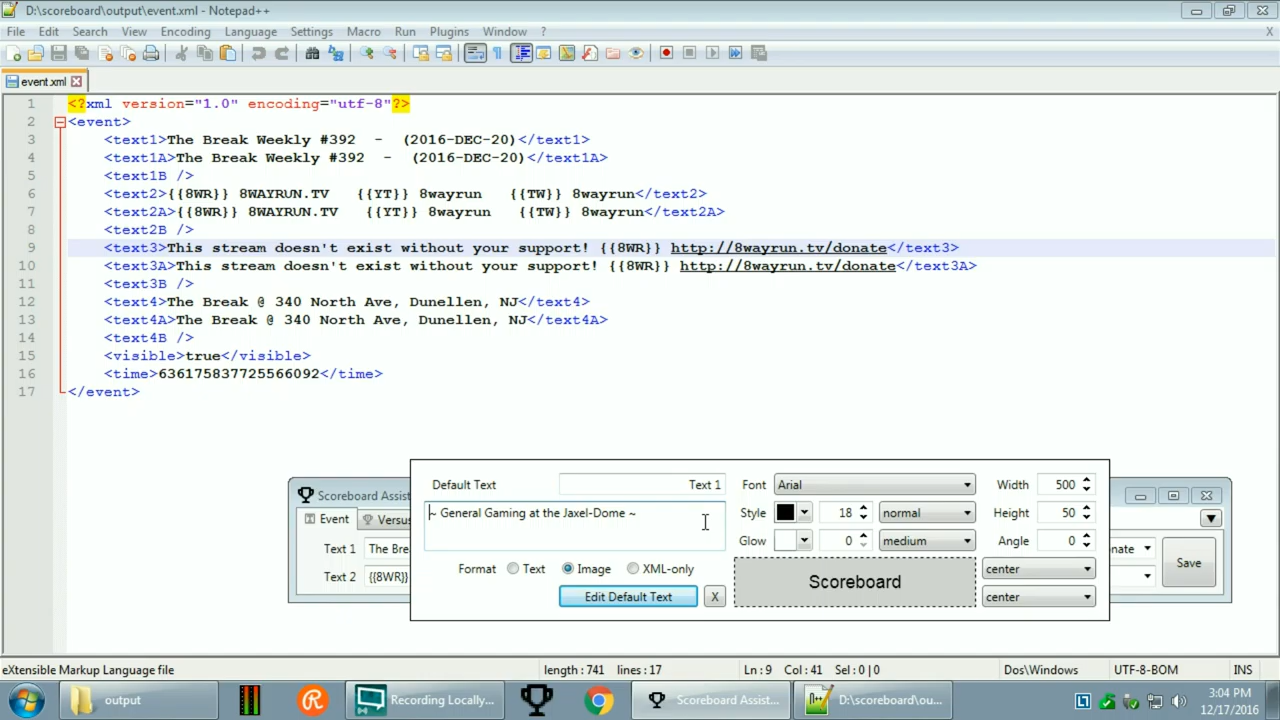 D:\scoreboard\output\event.xml - Notepad++
File Edit Search View Encoding Language Settings Macro Run Plugins Window ? X
event.xml
1 <?xml version="1.0" encoding="utf-8"?>
2 <event>
3 <text1>The Break Weekly #392 - (2016-DEC-20)</text1>
4 <text1A>The Break Weekly #392 - (2016-DEC-20)</text1A>
5 <text1B />
6 <text2>{{8WR}} 8WAYRUN.TV {{YT}} 8wayrun {{TW}} 8wayrun</text2>
7 <text2A>{{8WR}} 8WAYRUN.TV {{YT}} 8wayrun {{TW}} 8wayrun</text2A>
8 <text2B />
9 <text3>This stream doesn't exist without your support! {{8WR}} http://8wayrun.tv/donate</text3>
10 <text3A>This stream doesn't exist without your support! {{8WR}} http://8wayrun.tv/donate</text3A>
11 <text3B />
12 <text4>The Break @ 340 North Ave, Dunellen, NJ</text4>
13 <text4A>The Break @ 340 North Ave, Dunellen, NJ</text4A>
14 <text4B />
15 <visible>true</visible>
16 <time>636175837725566092</time>
17 </event>
Scoreboard Assist
Event Versus
Text 1 The Bre
Text 2 {{8WR}}
onate
Save
Default Text Text 1
~ General Gaming at the Jaxel-Dome ~
Format Text Image XML-only
Edit Default Text X
Font Arial Width 500
Style 18 normal Height 50
Glow 0 medium Angle 0
Scoreboard center
center
eXtensible Markup Language file length : 741 lines : 17 Ln : 9 Col : 41 Sel : 0 | 0 Dos\Windows UTF-8-BOM INS
output Recording Locally,... Scoreboard Assist... D:\scoreboard\ou...
3:04 PM
12/17/2016